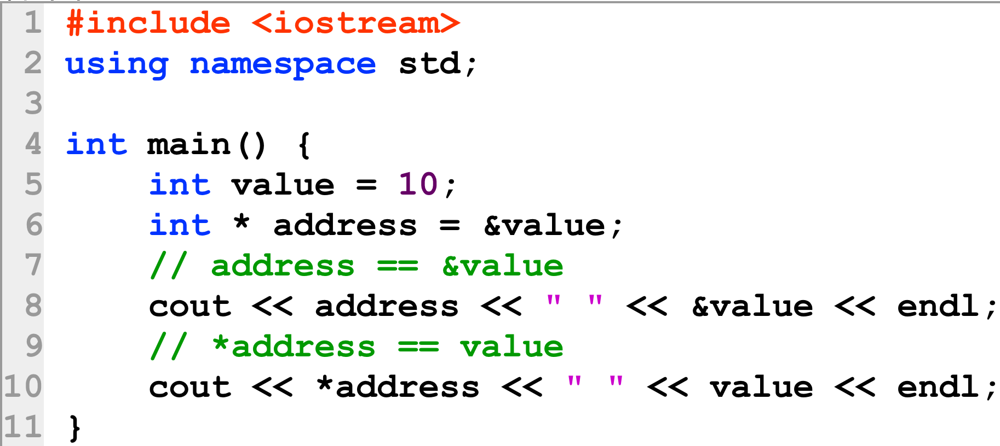 1 #include <iostream>
2 using namespace std;
3
4 int main() {
5     int value = 10;
6     int * address = &value;
7     // address == &value
8     cout << address << " " << &value << endl;
9     // *address == value
10     cout << *address << " " << value << endl;
11 }